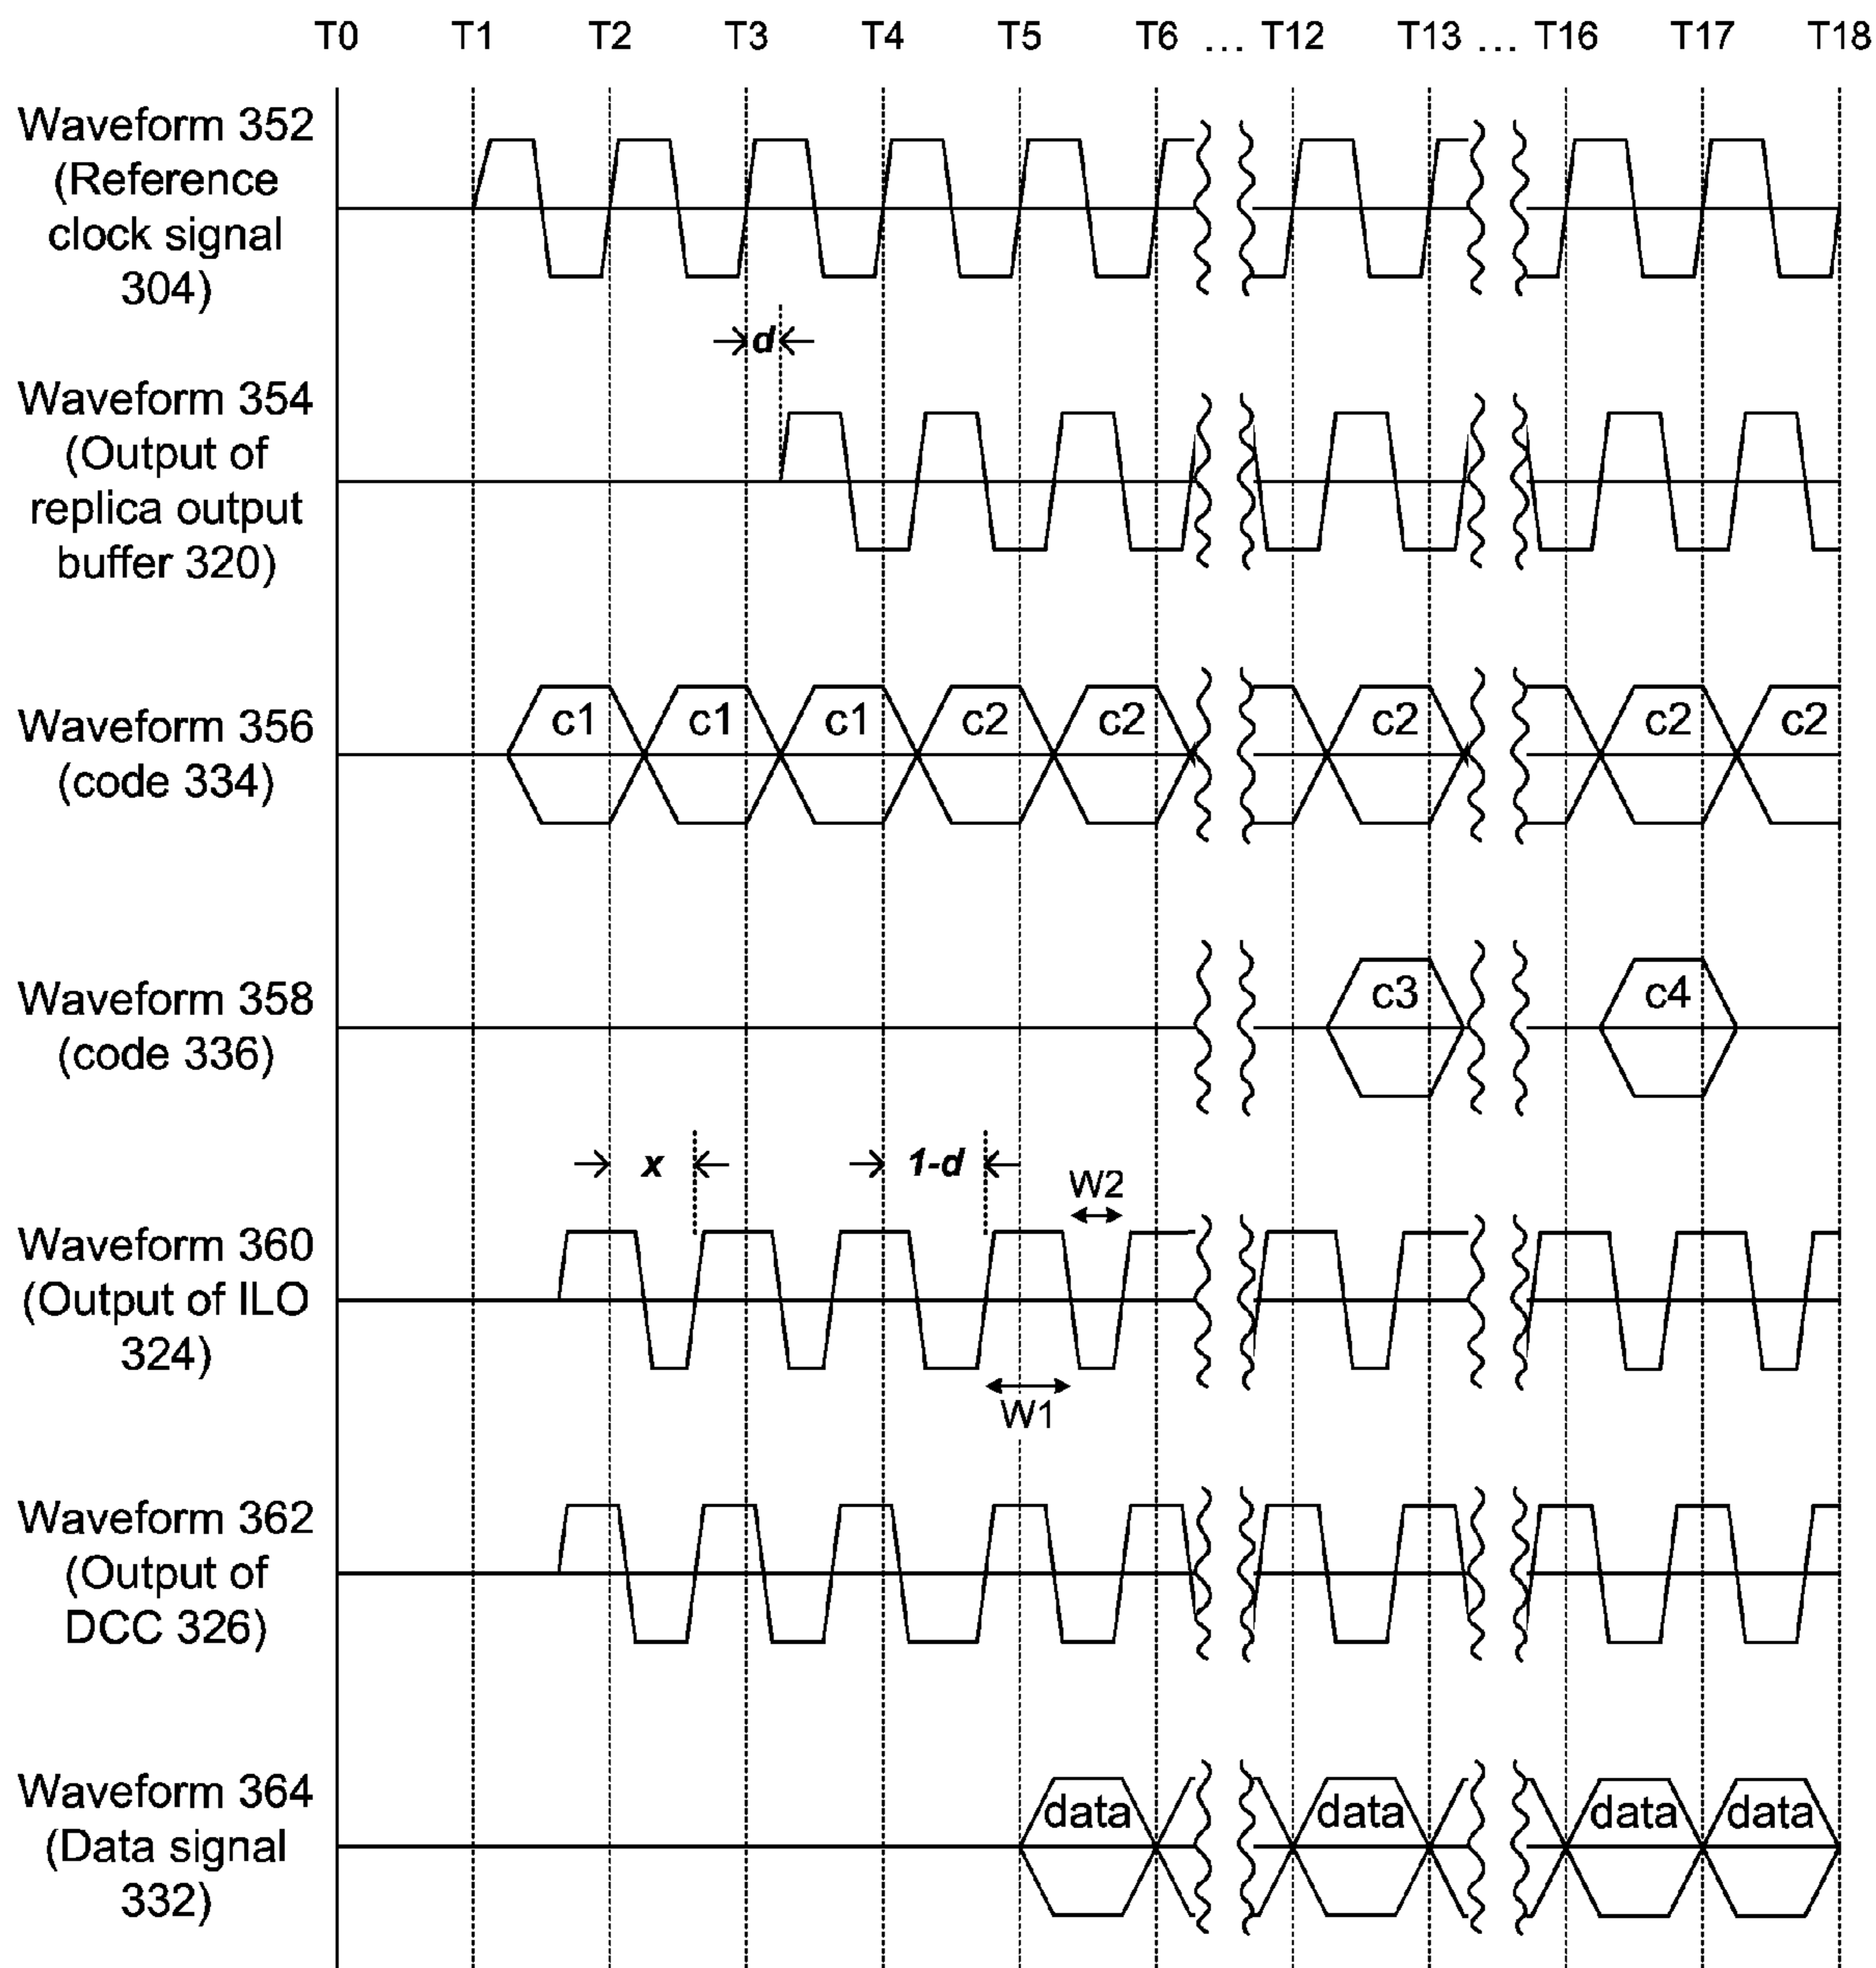 T0 T1 T2 T3 T4 T5 T6 ... T12 T13 ... T16 T17 T18
Waveform 352
(Reference
clock signal
304)
d
Waveform 354
(Output of
replica output
buffer 320)
Waveform 356
(code 334)
c1 c1 c1 c2 c2 c2 c2 c2
Waveform 358
(code 336)
c3 c4
x 1-d W2
Waveform 360
(Output of ILO
324)
W1
Waveform 362
(Output of
DCC 326)
Waveform 364
(Data signal
332)
data data data data